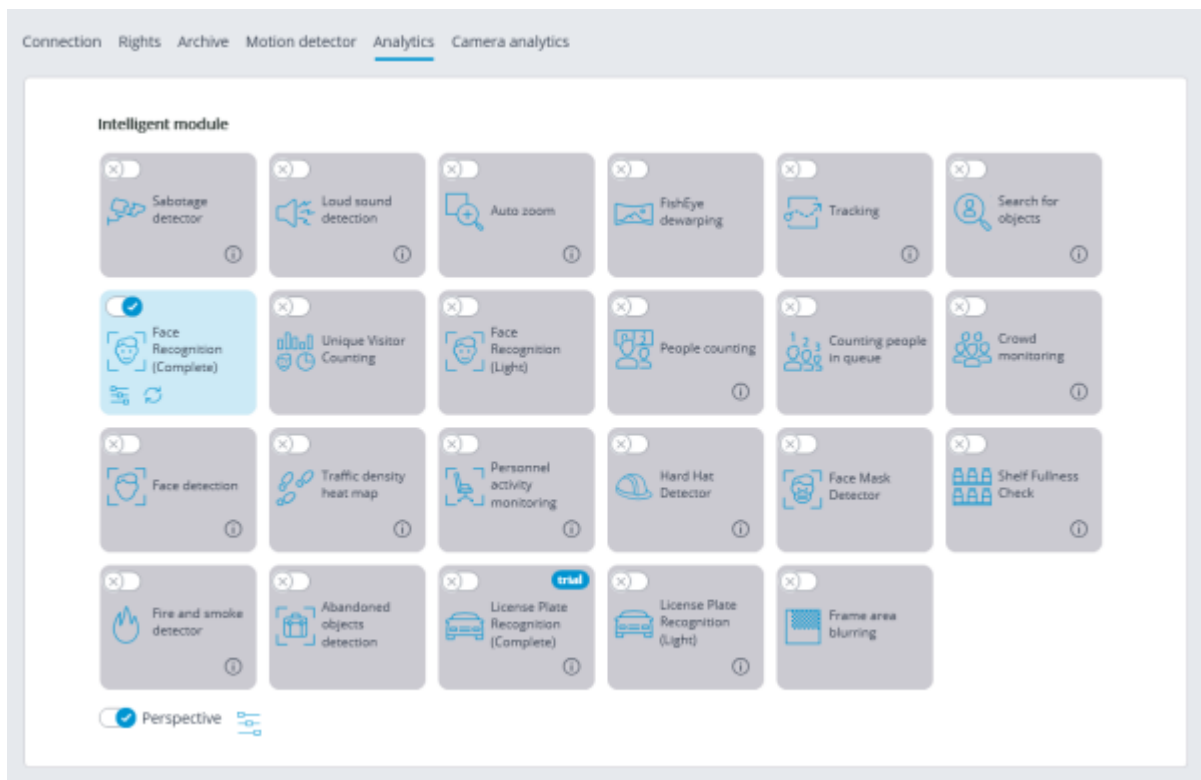 Connection Rights Archive Motion detector Analytics Camera analytics
Intelligent module
Sabotage
detector
Loud sound
detection
Auto zoom
FishEye
dewarping
Tracking
Search for
objects
Face
Recognition
(Complete)
Unique Visitor
Counting
Face
Recognition
(Light)
People counting
1 2 3
Counting people
in queue
Crowd
monitoring
Face detection
Traffic density
heat map
Personnel
activity
monitoring
Hard Hat
Detector
Face Mask
Detector
Shelf Fullness
Check
Fire and smoke
detector
Abandoned
objects
detection
trial
License Plate
Recognition
(Complete)
License Plate
Recognition
(Light)
Frame area
blurring
Perspective